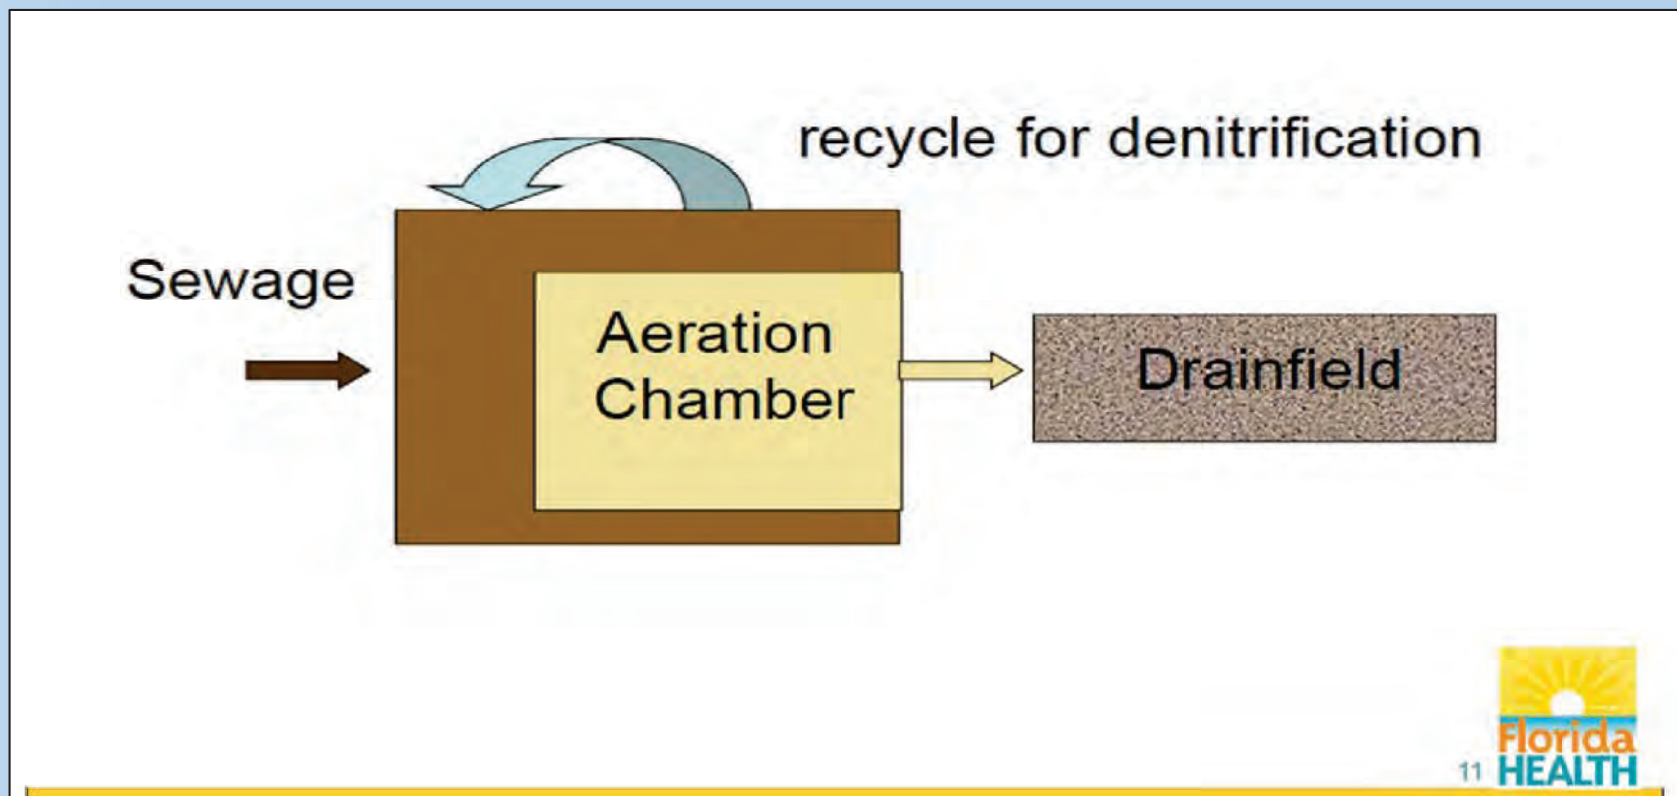 recycle for denitrification
Sewage
Aeration
Chamber
Drainfield
Florida
11 HEALTH